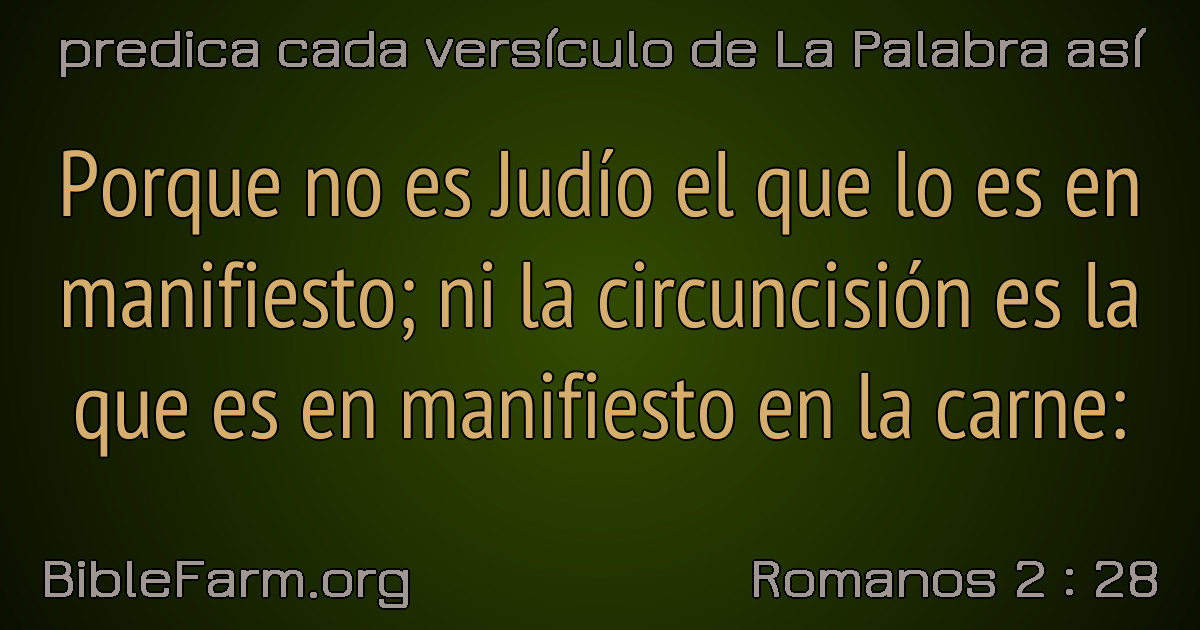 predica cada versículo de La Palabra así
Porque no es Judío el que lo es en
manifiesto; ni la circuncisión es la
que es en manifiesto en la carne:
BibleFarm.org
Romanos 2 : 28